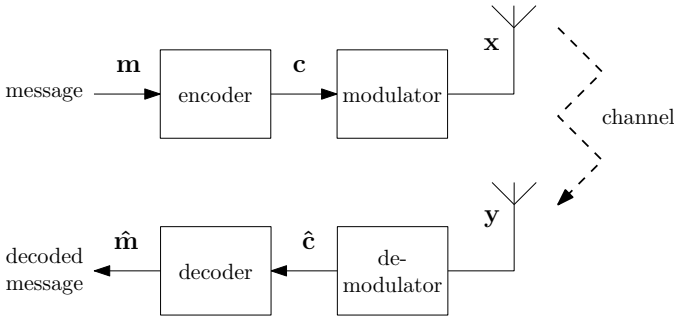 m
c
x
message
encoder
modulator
channel
y
m̂
ĉ
decoded
message
decoder
de-
modulator